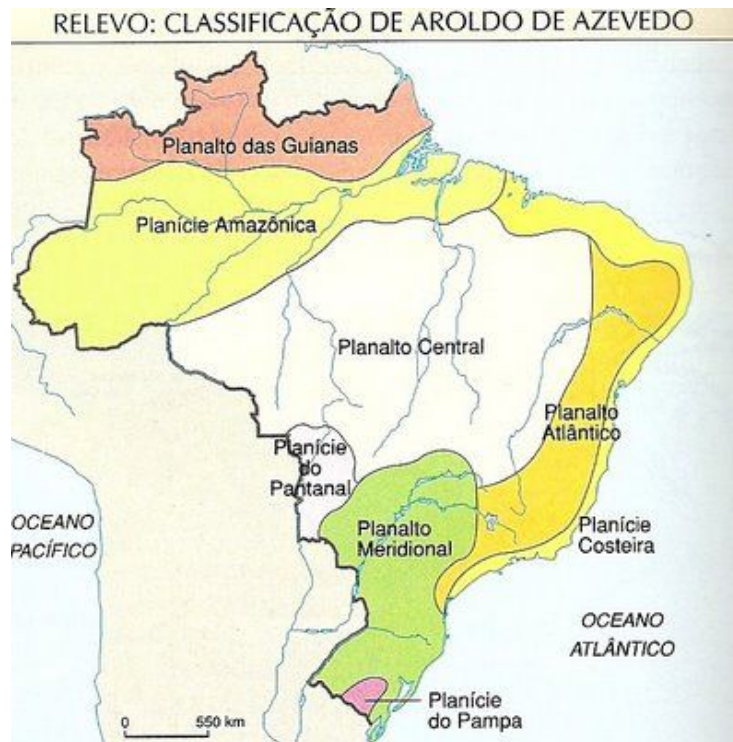 RELEVO: CLASSIFICAÇÃO DE AROLDO DE AZEVEDO
Planalto das Guianas
Planície Amazônica
Planalto Central
Planalto
Atlântico
Planície
do
Pantanal
Planalto
Meridional
Planície
Costeira
OCEANO
PACÍFICO
OCEANO
ATLÂNTICO
Planície
do Pampa
0 550 km